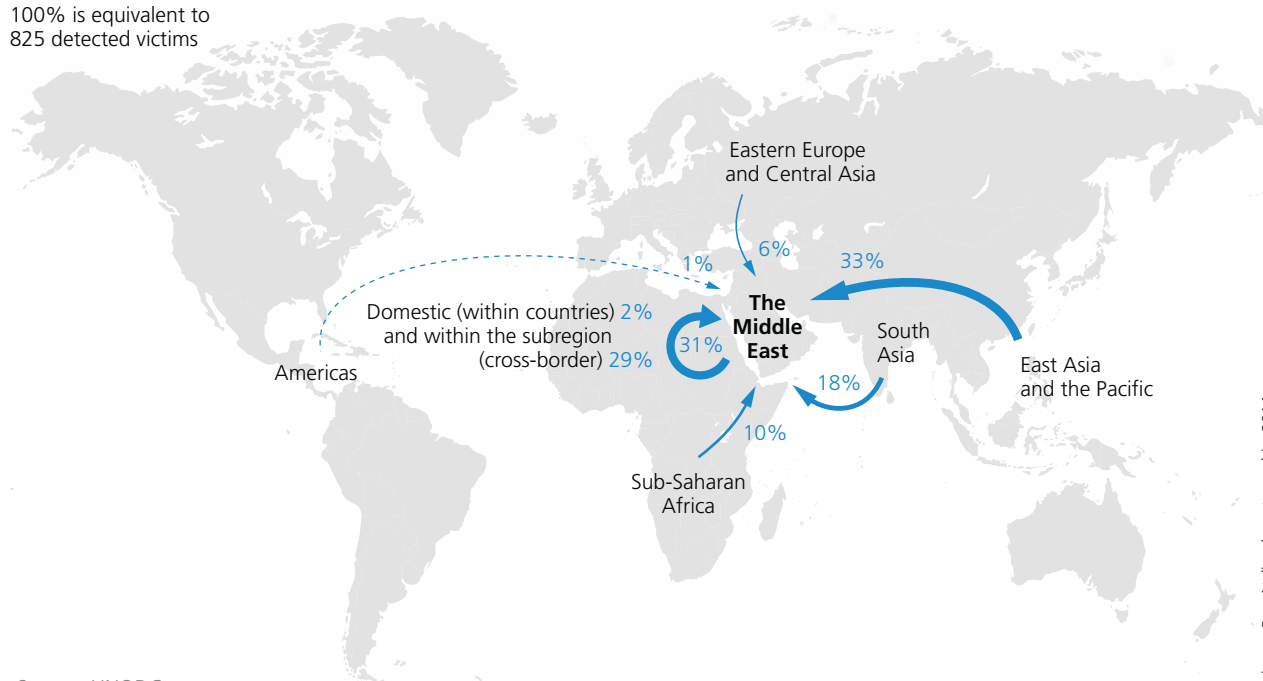 100% is equivalent to
825 detected victims
Eastern Europe
and Central Asia
6%
1%
33%
Domestic (within countries) 2%
and within the subregion
(cross-border) 29%
31%
The
Middle
East
South
Asia
18%
East Asia
and the Pacific
Americas
10%
Sub-Saharan
Africa